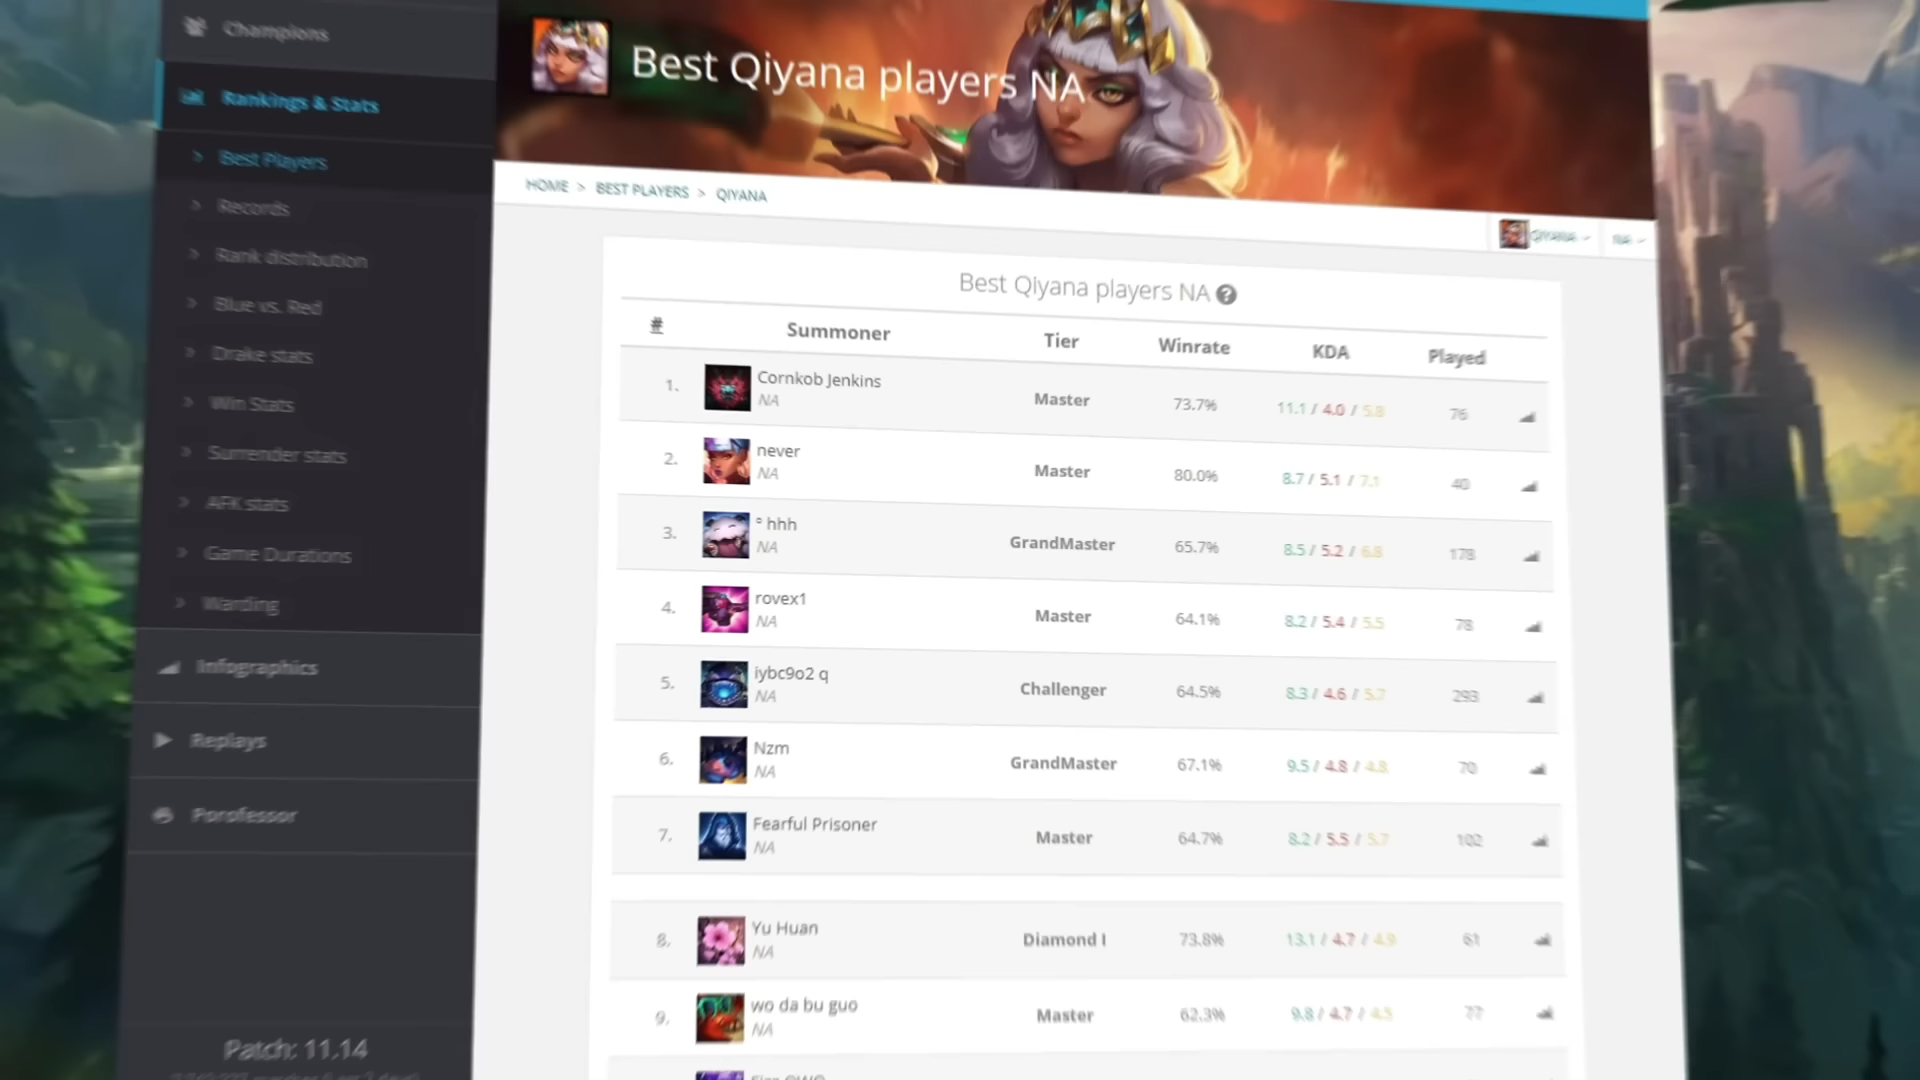 Champions
Rankings & Stats
Best Players
Records
Rank distribution
Blue vs. Red
Drake stats
Win Stats
Surrender stats
AFK stats
Game Durations
Warding
Infographics
Replays
Porofessor
Patch: 11.14
Best Qiyana players NA
HOME > BEST PLAYERS > QIYANA
QIYANA NA
Best Qiyana players NA ?
# Summoner Tier Winrate KDA Played
1. Cornkob Jenkins Master 73.7% 11.1 / 4.0 / 5.8 76
NA
2. never Master 80.0% 8.7 / 5.1 / 7.1 40
NA
3. ° hhh GrandMaster 65.7% 8.5 / 5.2 / 6.8 178
NA
4. rovex1 Master 64.1% 8.2 / 5.4 / 5.5 78
NA
5. iybc9o2 q Challenger 64.5% 8.3 / 4.6 / 5.7 293
NA
6. Nzm GrandMaster 67.1% 9.5 / 4.8 / 4.8 70
NA
7. Fearful Prisoner Master 64.7% 8.2 / 5.5 / 5.7 102
NA
8. Yu Huan Diamond I 73.8% 13.1 / 4.7 / 4.9 61
NA
9. wo da bu guo Master 62.3% 9.8 / 4.7 / 4.5 77
NA